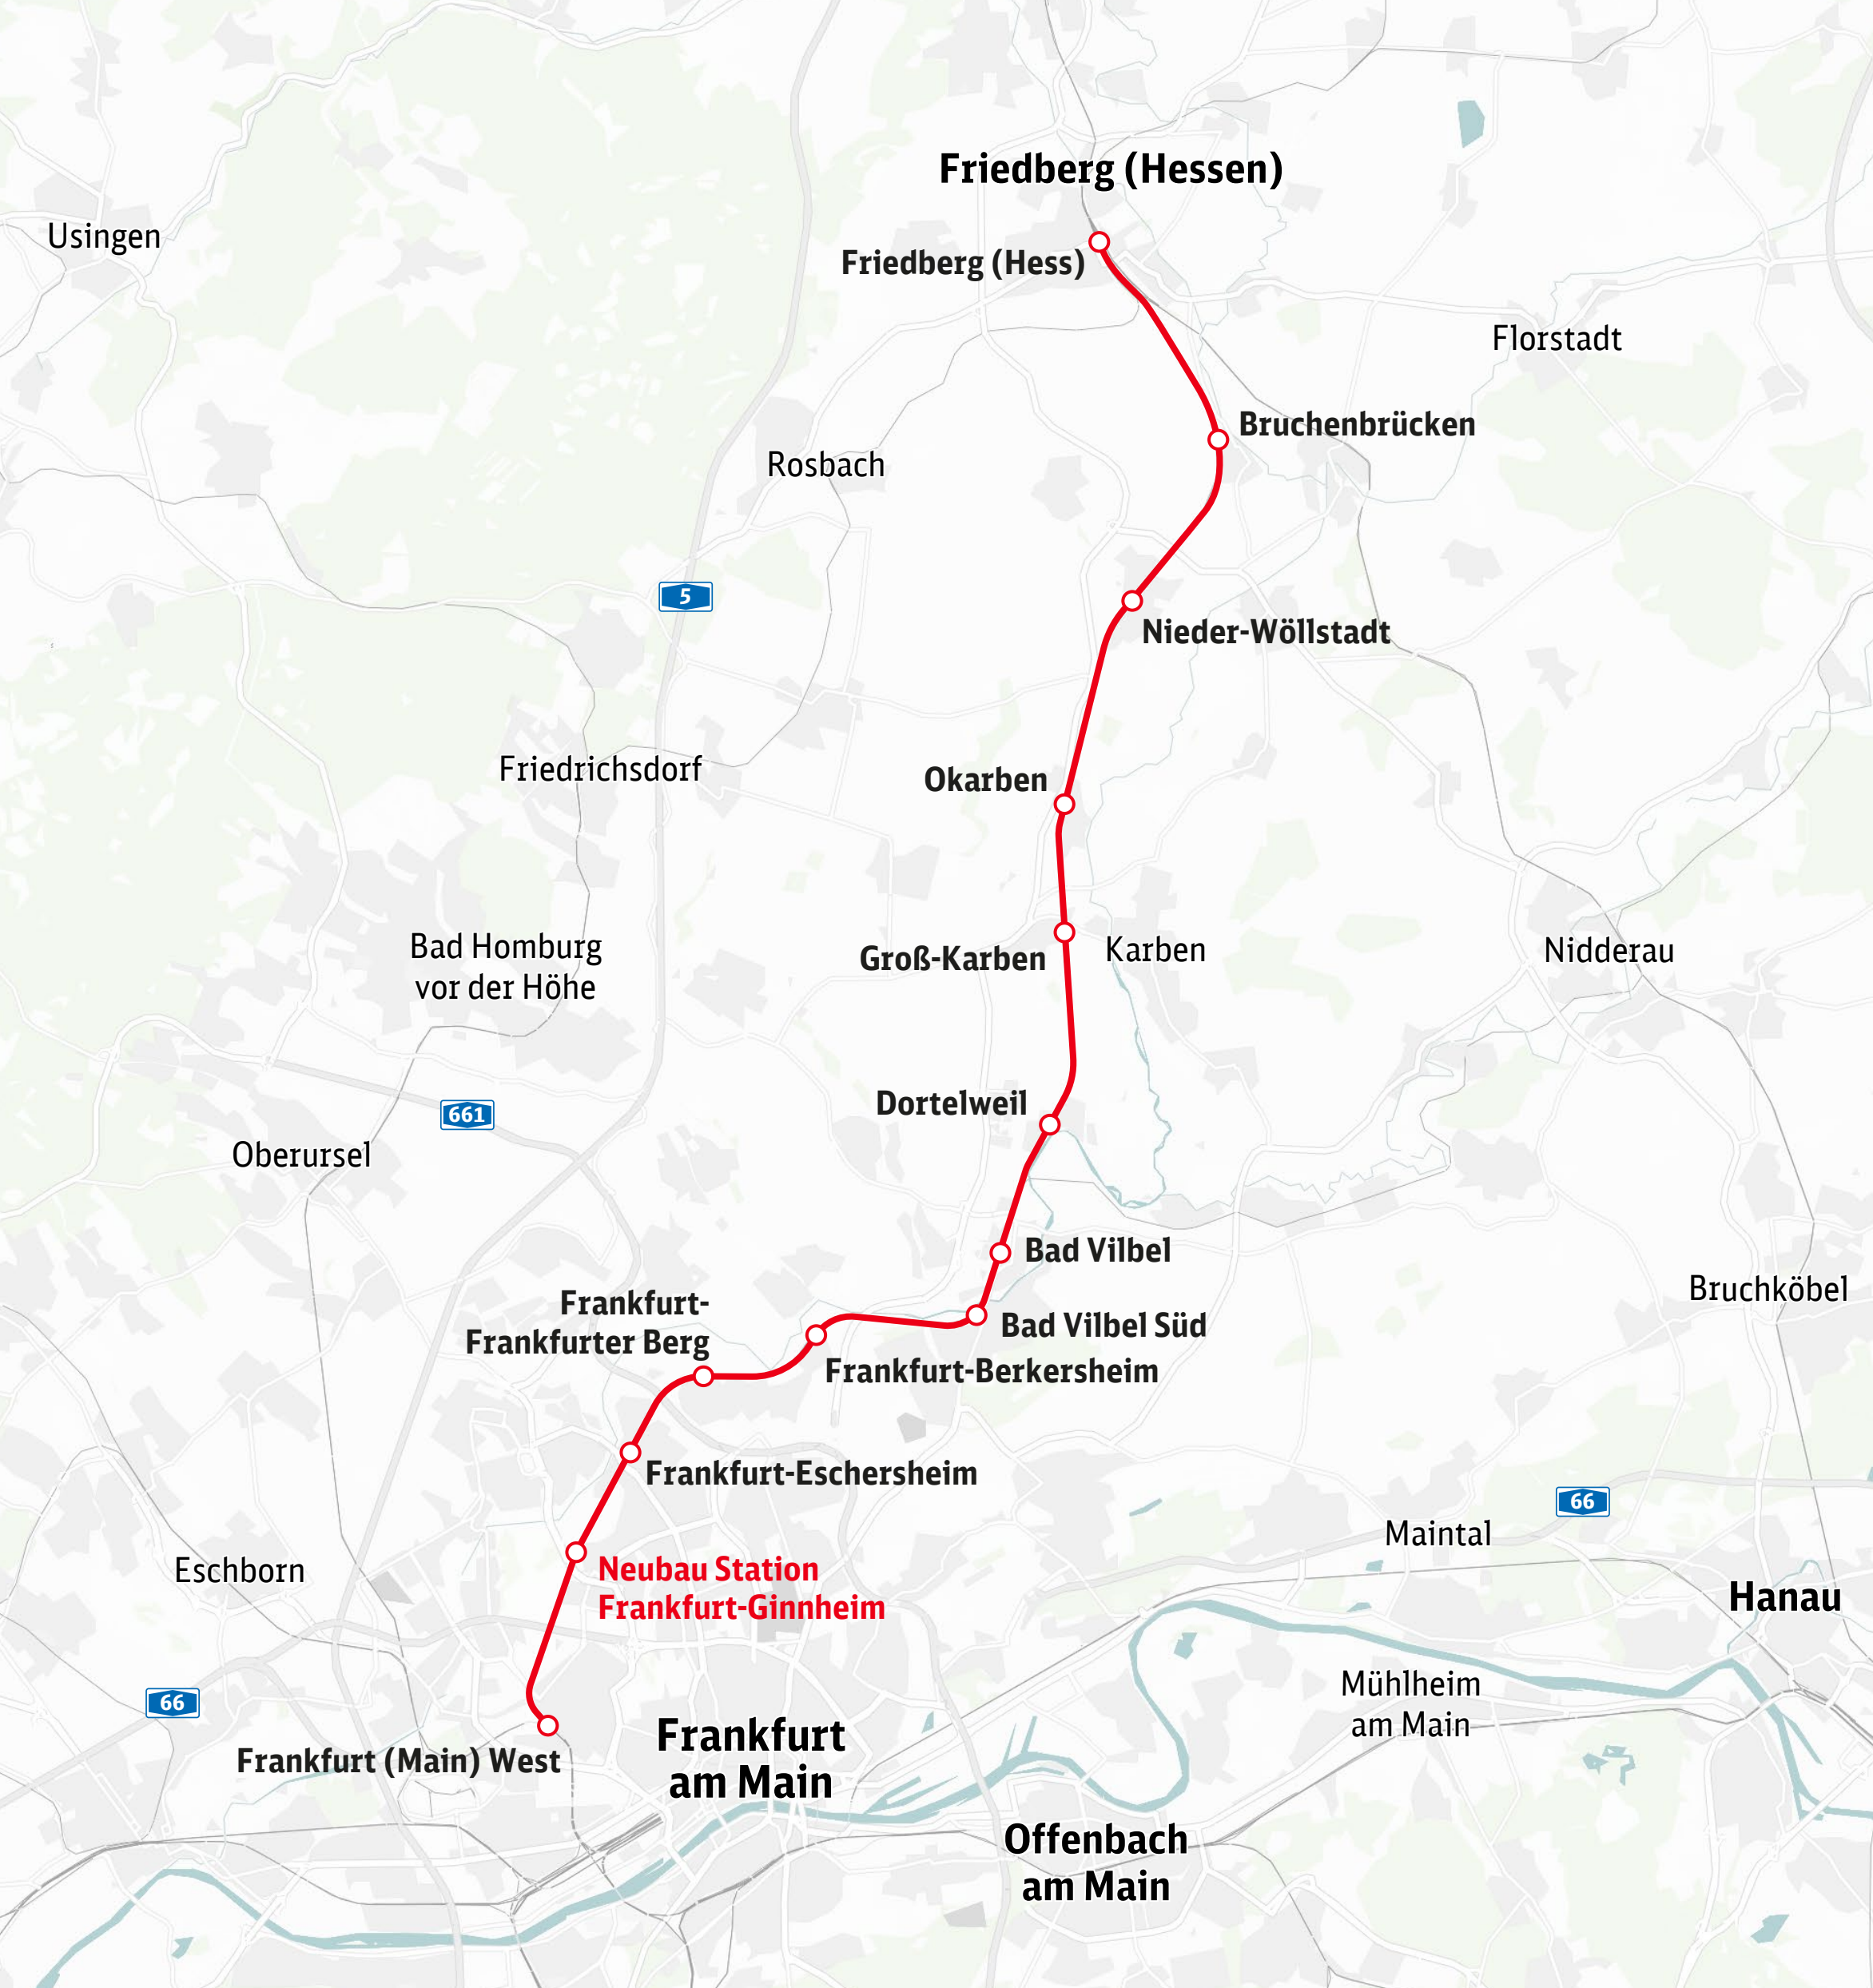 Friedberg (Hessen)
Usingen
Friedberg (Hess)
Florstadt
Bruchenbrücken
Rosbach
5
Nieder-Wöllstadt
Friedrichsdorf
Okarben
Bad Homburg
vor der Höhe
Groß-Karben
Karben
Nidderau
Dortelweil
661
Oberursel
Bad Vilbel
Bruchköbel
Frankfurt-
Frankfurter Berg
Bad Vilbel Süd
Frankfurt-Berkersheim
Frankfurt-Eschersheim
66
Maintal
Eschborn
Neubau Station
Frankfurt-Ginnheim
Hanau
66
Mühlheim
am Main
Frankfurt (Main) West
Frankfurt
am Main
Offenbach
am Main